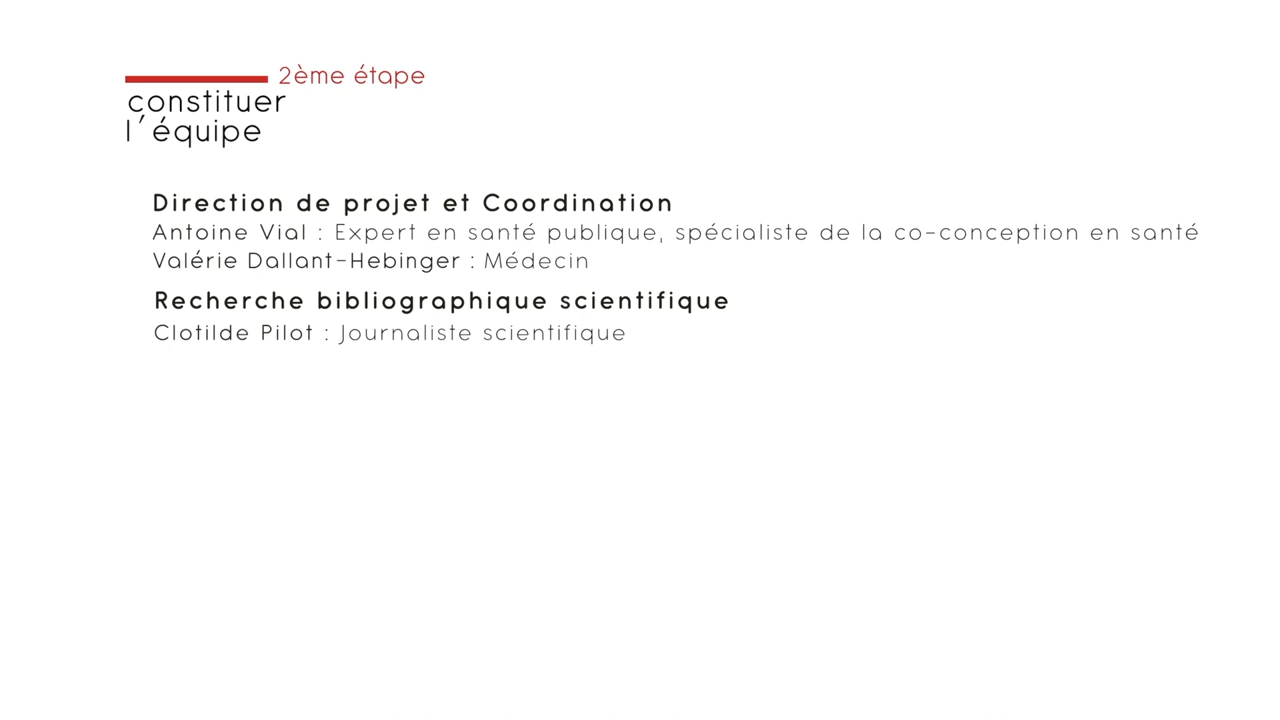 2ème étape
constituer
l'équipe
Direction de projet et Coordination
Antoine Vial : Expert en santé publique, spécialiste de la co-conception en santé
Valérie Dallant-Hebinger : Médecin
Recherche bibliographique scientifique
Clotilde Pilot : Journaliste scientifique